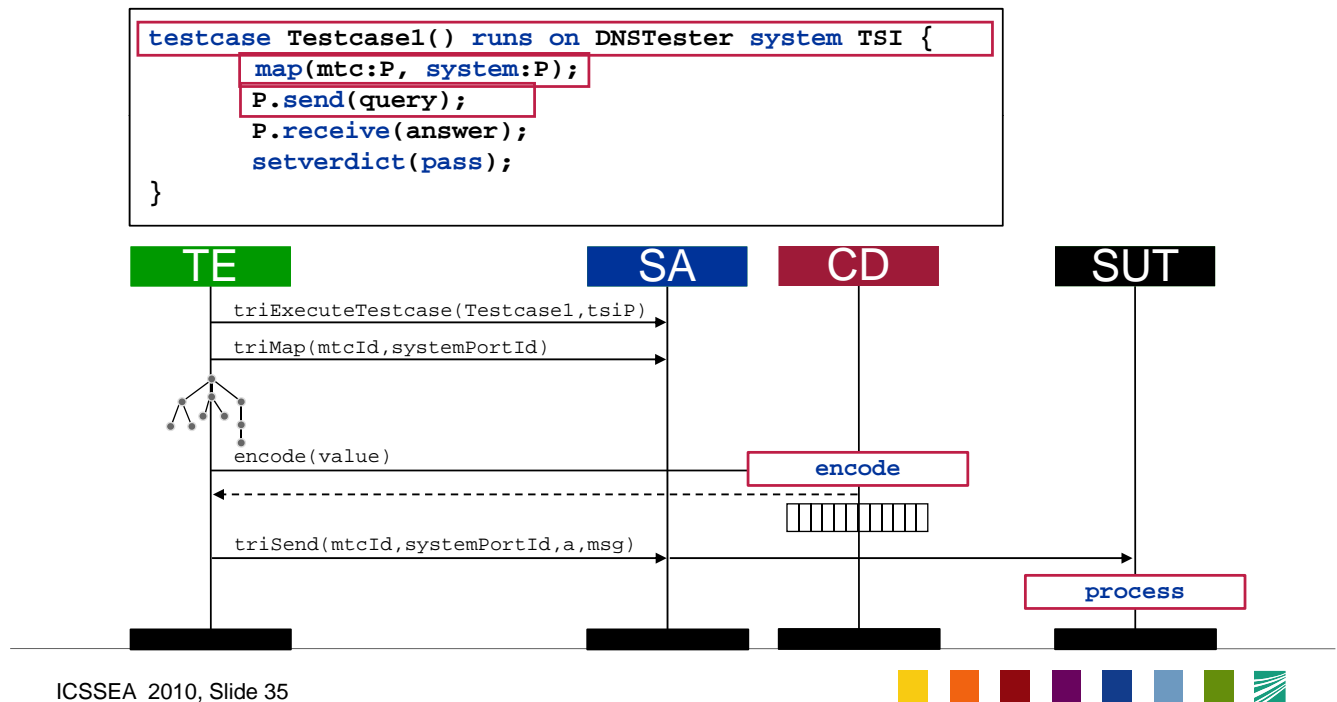 testcase Testcase1() runs on DNSTester system TSI {
map(mtc:P, system:P);
P.send(query);
P.receive(answer);
setverdict(pass);
}
TE SA CD SUT
triExecuteTestcase(Testcase1,tsiP)
triMap(mtcId,systemPortId)
encode(value)
encode
triSend(mtcId,systemPortId,a,msg)
process
ICSSEA 2010, Slide 35